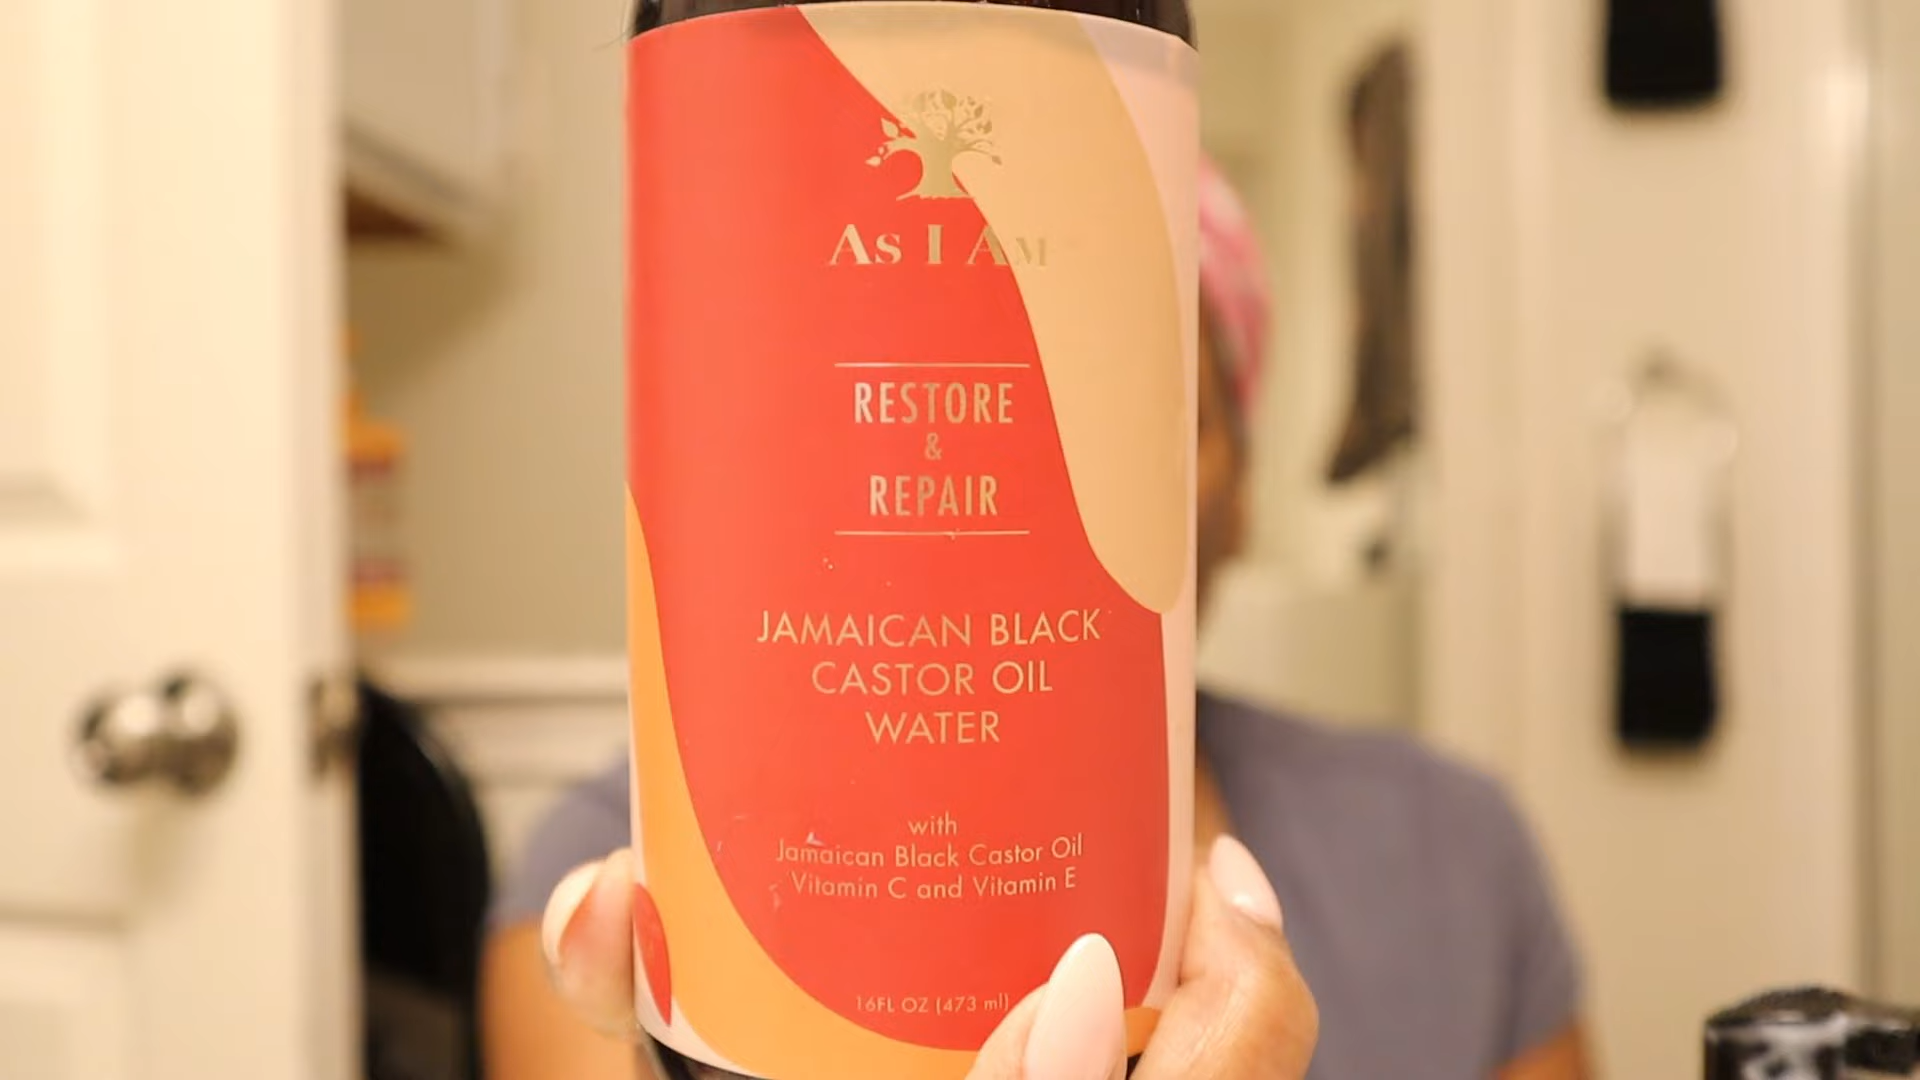 As I Am
RESTORE
&
REPAIR
JAMAICAN BLACK
CASTOR OIL
WATER
with
Jamaican Black Castor Oil
Vitamin C and Vitamin E
16FL OZ (473 ml)